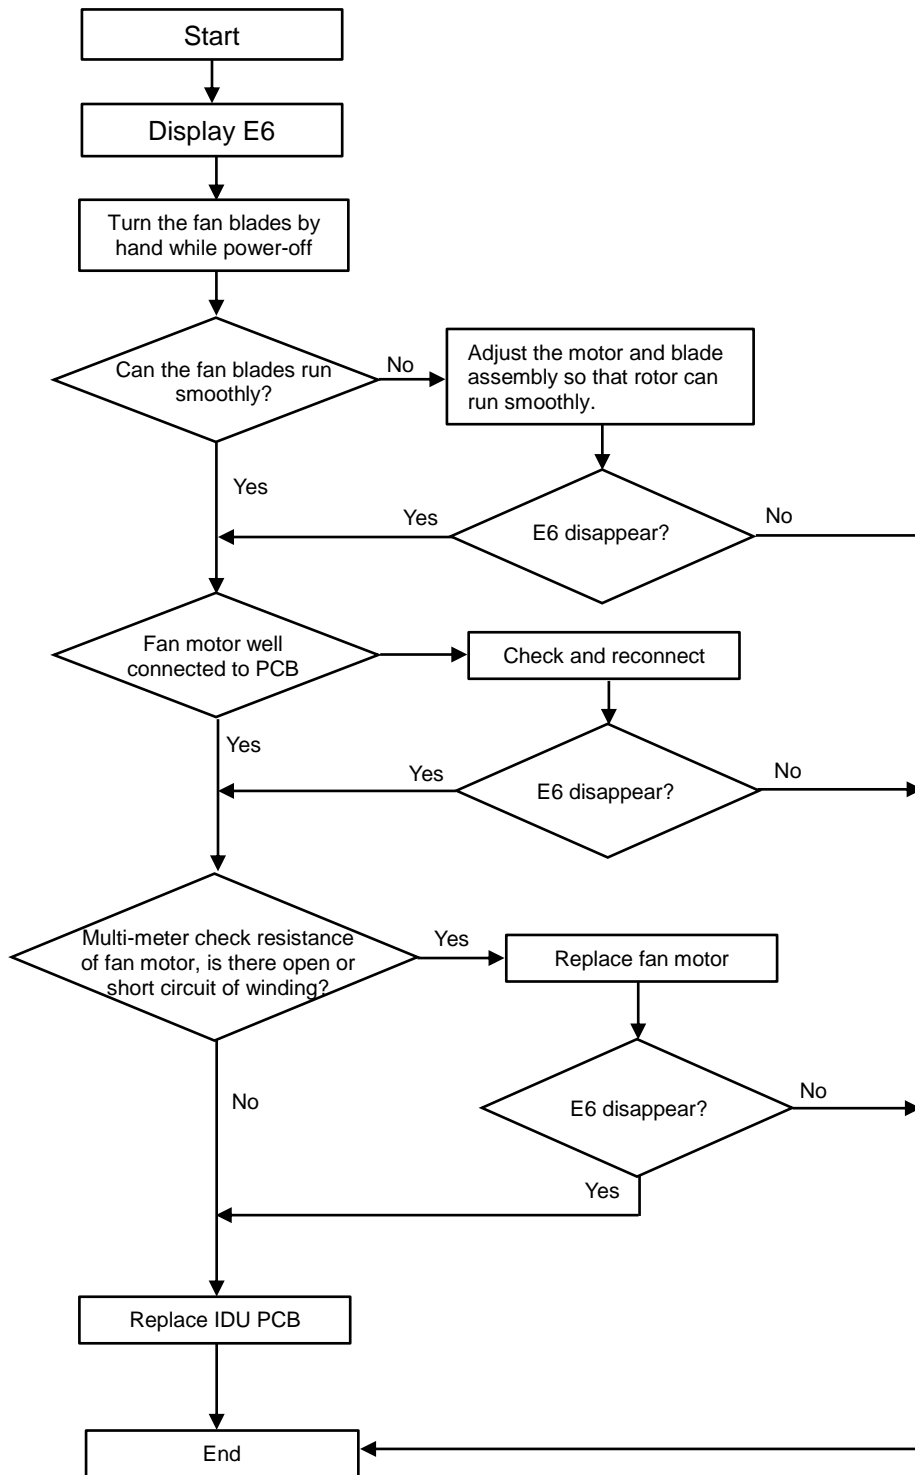 Start
Display E6
Turn the fan blades by
hand while power-off
Can the fan blades run
smoothly?
No
Adjust the motor and blade
assembly so that rotor can
run smoothly.
Yes
Yes
E6 disappear?
No
Fan motor well
connected to PCB
Check and reconnect
Yes
Yes
E6 disappear?
No
Multi-meter check resistance
of fan motor, is there open or
short circuit of winding?
Yes
Replace fan motor
No
E6 disappear?
No
Yes
Replace IDU PCB
End